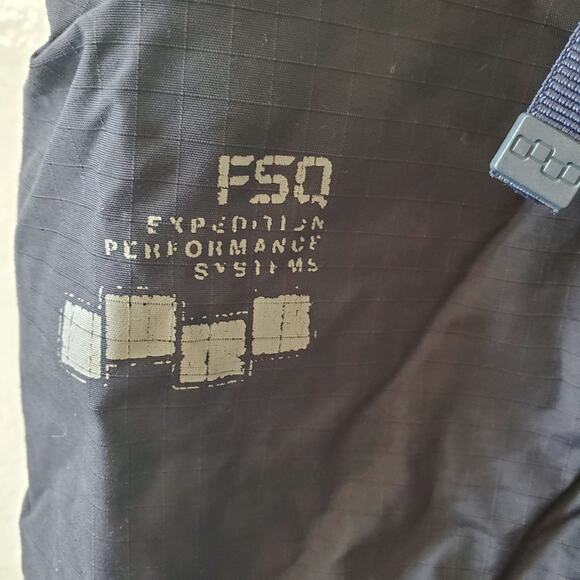 FSQ
EXPEDITION
PERFORMANCE
SYSTEMS